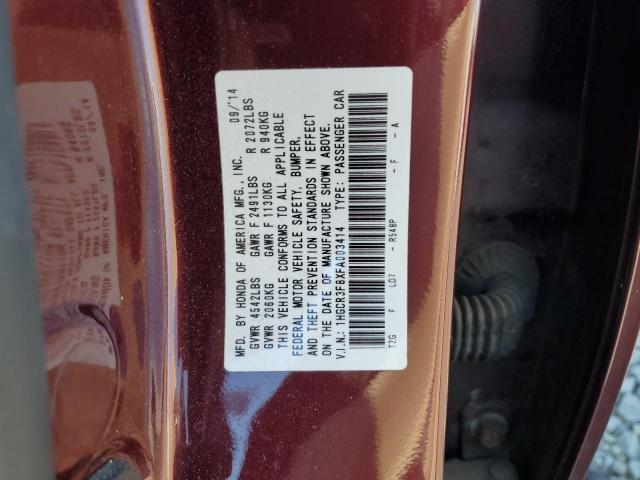 MFD. BY HONDA OF AMERICA MFG., INC. 09/'14
GVWR 4542LBS GAWR F 2491LBS R 2072LBS
GVWR 2060KG GAWR F 1130KG R 940KG
THIS VEHICLE CONFORMS TO ALL APPLICABLE
FEDERAL MOTOR VEHICLE SAFETY, BUMPER,
AND THEFT PREVENTION STANDARDS IN EFFECT
ON THE DATE OF MANUFACTURE SHOWN ABOVE.
V.I.N.: 1HGCR3F8XFA003414 TYPE: PASSENGER CAR
T2G F LD7 - R548P - F - A